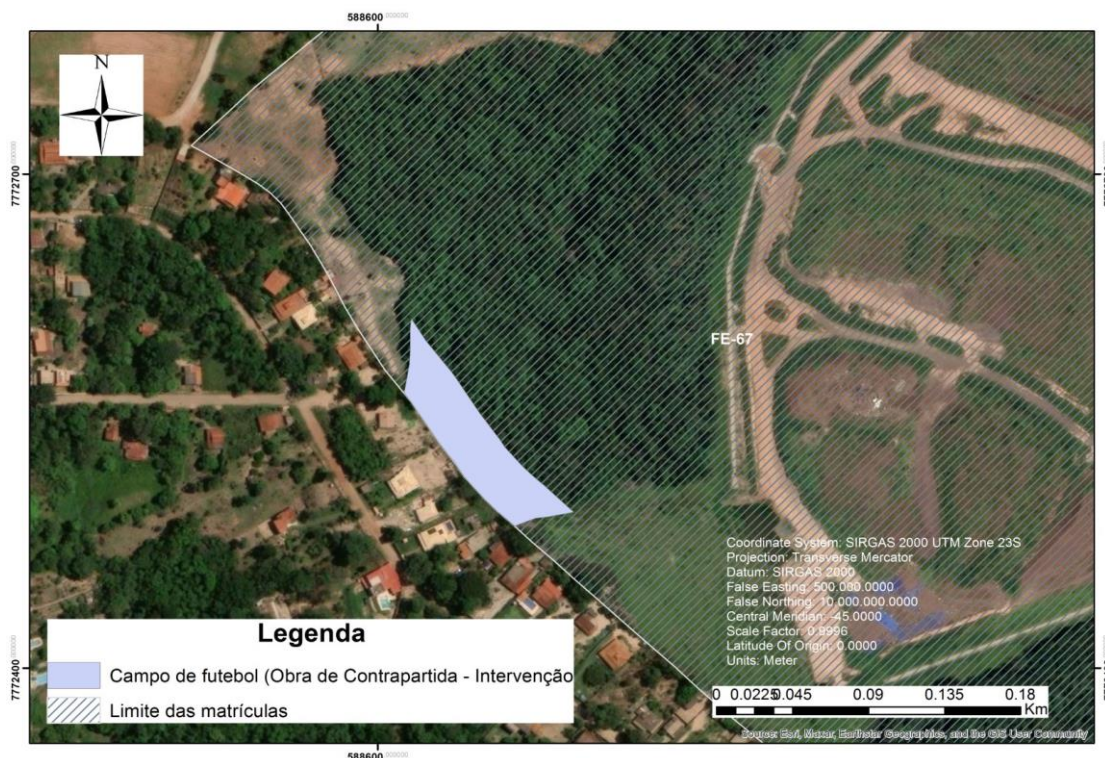 588600.000000
N
7772700.000000
FE-67
Coordinate System: SIRGAS 2000 UTM Zone 23S
Projection: Transverse Mercator
Datum: SIRGAS 2000
False Easting: 500.000.0000
False Northing: 10.000.000.0000
Central Meridian: -45.0000
Scale Factor: 0.9996
Latitude Of Origin: 0.0000
Units: Meter
Legenda
Campo de futebol (Obra de Contrapartida - Intervenção
Limite das matrículas
7772400.000000
0 0.0225 0.045 0.09 0.135 0.18
Km
Source: Esri, Maxar, Earthstar Geographics, and the GIS User Community
588600.000000